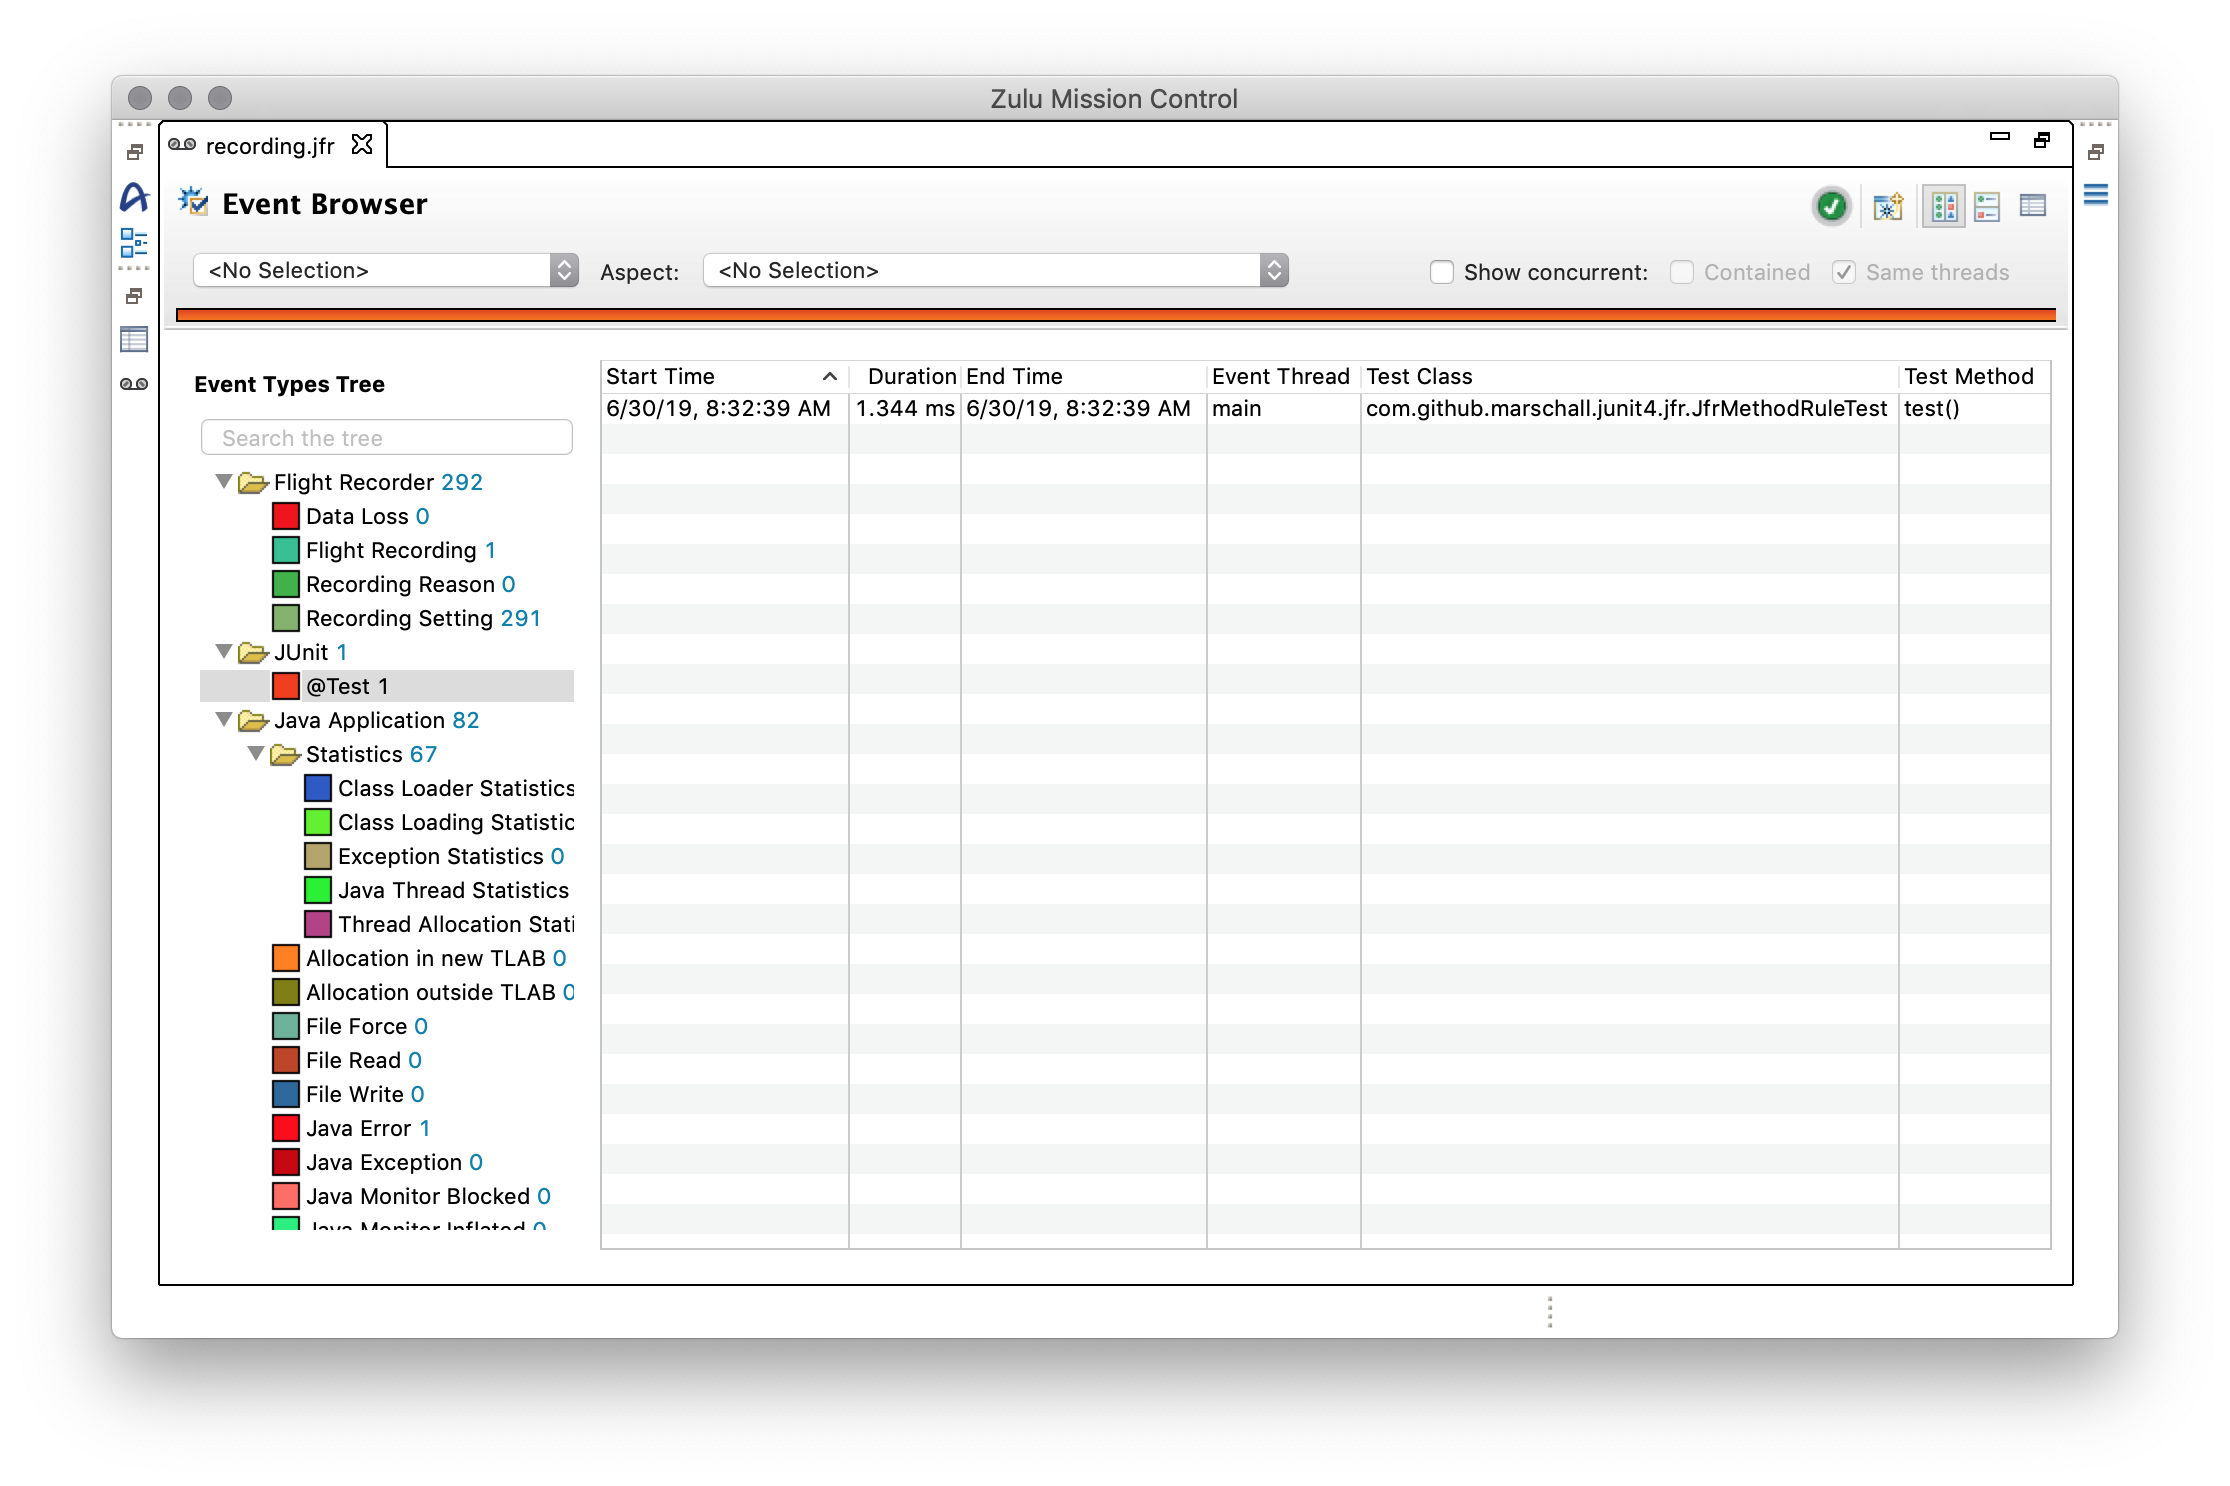 Zulu Mission Control
recording.jfr
Event Browser
<No Selection> Aspect: <No Selection> Show concurrent: Contained Same threads
Event Types Tree
Search the tree
Flight Recorder 292
Data Loss 0
Flight Recording 1
Recording Reason 0
Recording Setting 291
JUnit 1
@Test 1
Java Application 82
Statistics 67
Class Loader Statistics
Class Loading Statistic
Exception Statistics 0
Java Thread Statistics
Thread Allocation Stati
Allocation in new TLAB 0
Allocation outside TLAB 0
File Force 0
File Read 0
File Write 0
Java Error 1
Java Exception 0
Java Monitor Blocked 0
Java Monitor Inflated 0
Start Time Duration End Time Event Thread Test Class Test Method
6/30/19, 8:32:39 AM 1.344 ms 6/30/19, 8:32:39 AM main com.github.marschall.junit4.jfr.JfrMethodRuleTest test()